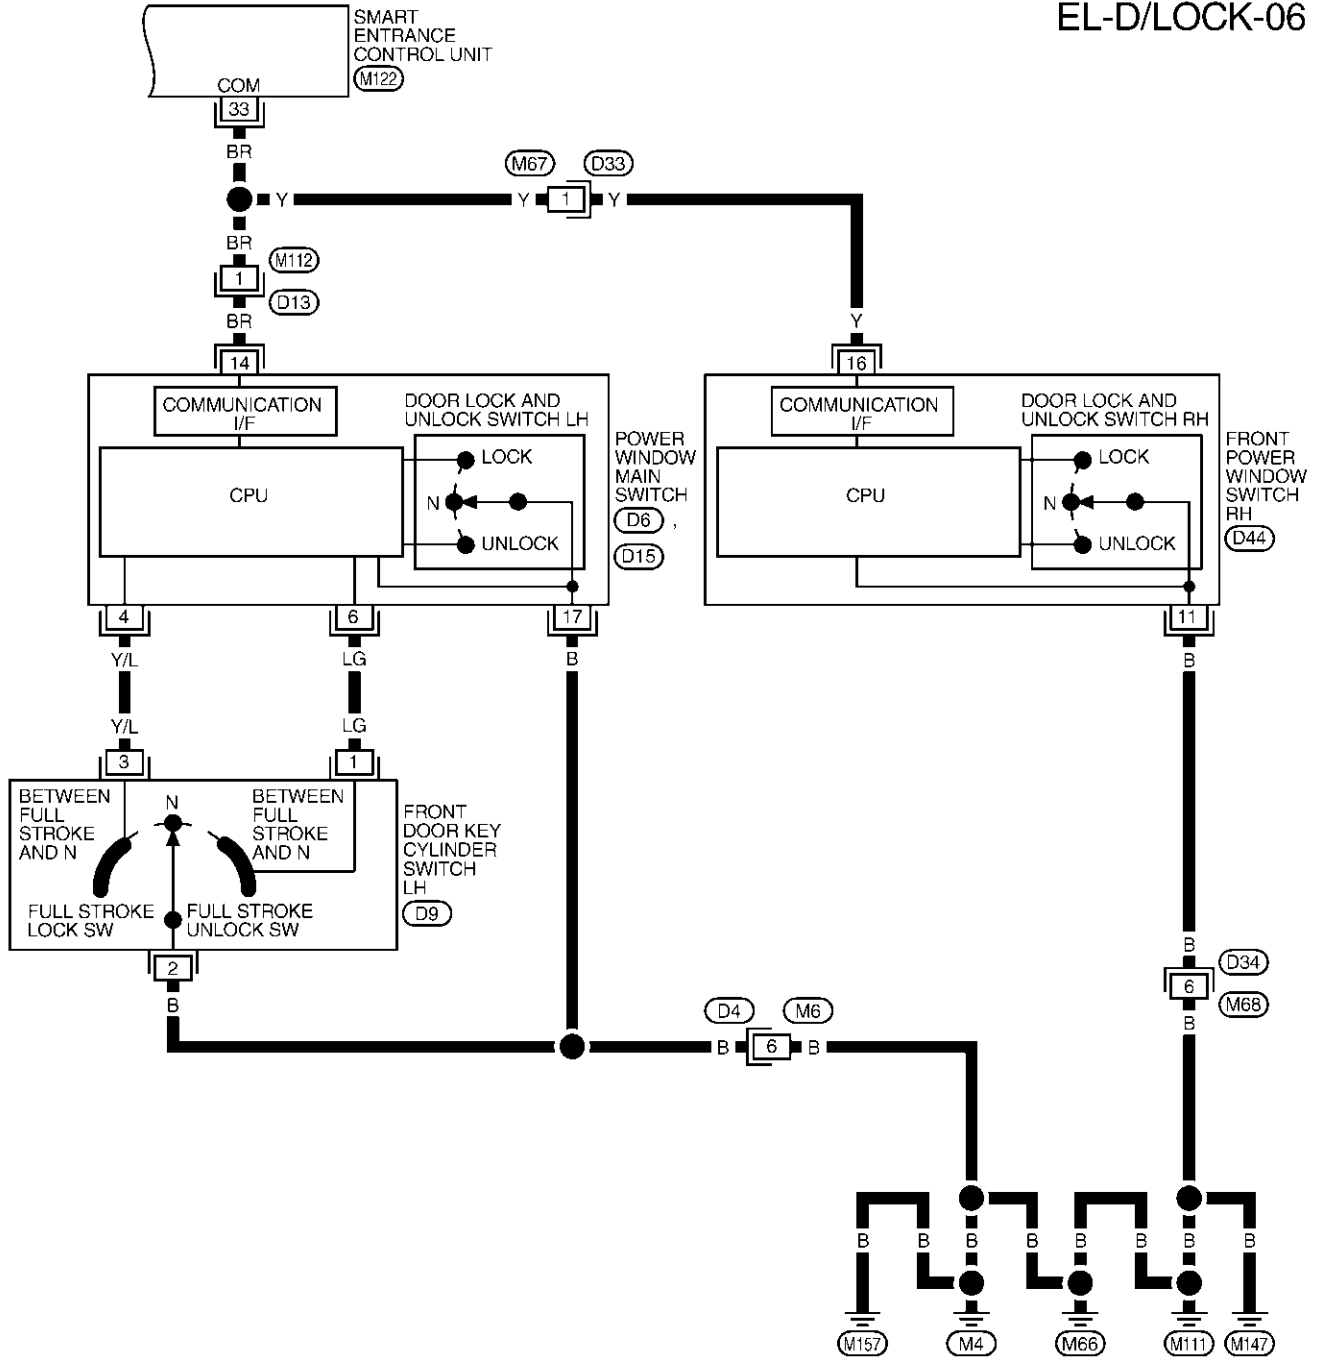 EL-D/LOCK-06
SMART
ENTRANCE
CONTROL UNIT
M122
COM
33
BR
M67
D33
Y
Y
1
Y
BR
M112
1
D13
BR
Y
14
16
COMMUNICATION
I/F
DOOR LOCK AND
UNLOCK SWITCH LH
COMMUNICATION
I/F
DOOR LOCK AND
UNLOCK SWITCH RH
POWER
WINDOW
MAIN
SWITCH
D6 ,
D15
FRONT
POWER
WINDOW
SWITCH
RH
D44
CPU
LOCK
N
UNLOCK
CPU
LOCK
N
UNLOCK
4
6
17
11
Y/L
LG
B
B
Y/L
LG
3
1
BETWEEN
FULL
STROKE
AND N
N
BETWEEN
FULL
STROKE
AND N
FRONT
DOOR KEY
CYLINDER
SWITCH
LH
D9
FULL STROKE
LOCK SW
FULL STROKE
UNLOCK SW
2
B
B
D34
6
M68
B
D4
M6
B
6
B
B
B
B
B
B
B
B
B
M157
M4
M66
M111
M147